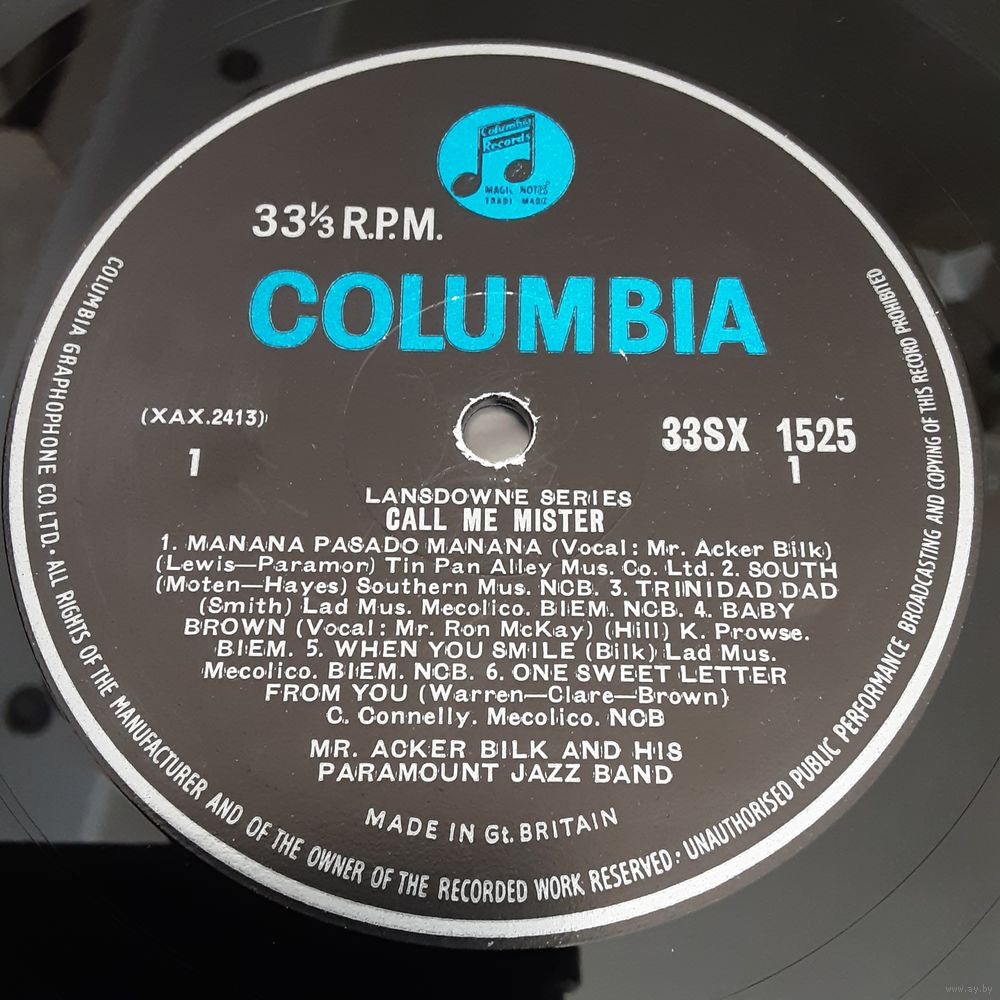 Columbia
Records
MAGIC NOTES
TRADE MARK
33⅓ R.P.M.
COLUMBIA
(XAX.2413)
1
33SX 1525
1
LANSDOWNE SERIES
CALL ME MISTER
1. MANANA PASADO MANANA (Vocal: Mr. Acker Bilk)
(Lewis—Paramor) Tin Pan Alley Mus. Co. Ltd. 2. SOUTH
(Moten—Hayes) Southern Mus. NCB. 3. TRINIDAD DAD
(Smith) Lad Mus. Mecolico. BIEM. NCB. 4. BABY
BROWN (Vocal: Mr. Ron McKay) (Hill) K. Prowse.
BIEM. 5. WHEN YOU SMILE (Bilk) Lad Mus.
Mecolico. BIEM. NCB. 6. ONE SWEET LETTER
FROM YOU (Warren—Clare—Brown)
C. Connelly. Mecolico. NCB
MR. ACKER BILK AND HIS
PARAMOUNT JAZZ BAND
MADE IN Gt. BRITAIN
COLUMBIA GRAPHOPHONE CO. LTD. · ALL RIGHTS OF THE MANUFACTURER AND OF THE OWNER OF THE RECORDED WORK RESERVED · UNAUTHORISED PUBLIC PERFORMANCE BROADCASTING AND COPYING OF THIS RECORD PROHIBITED
www.ay.by